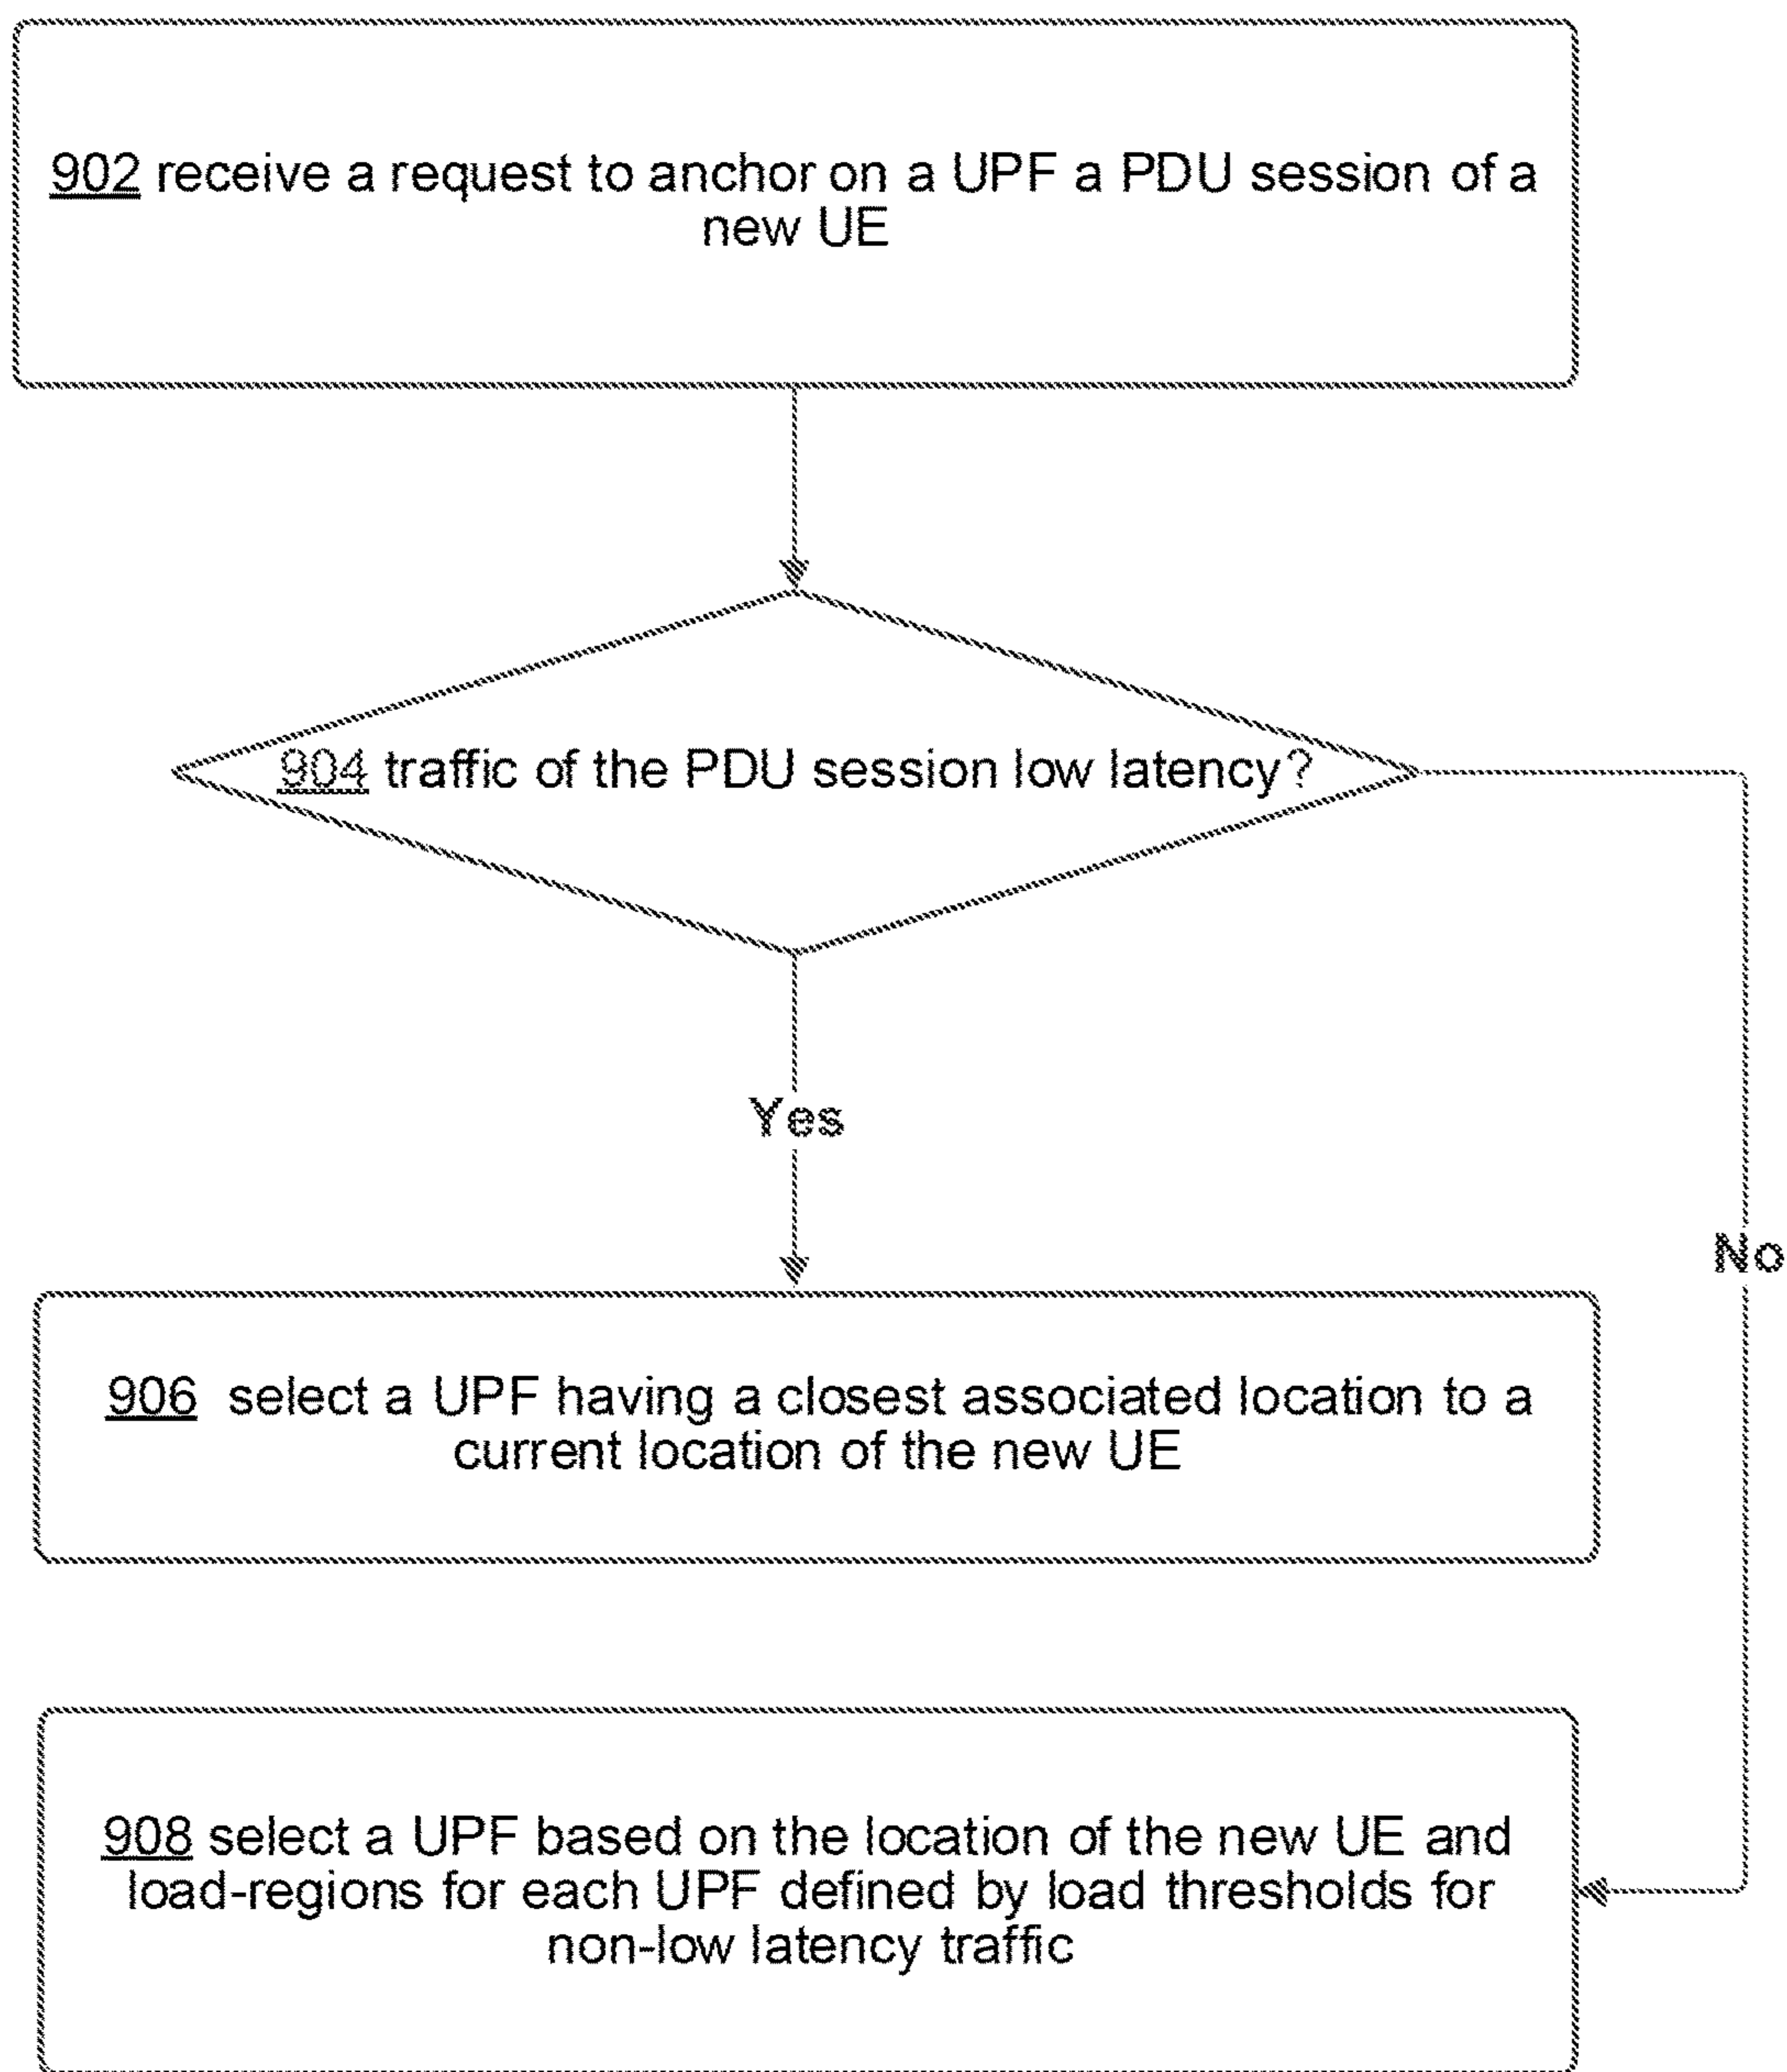 902 receive a request to anchor on a UPF a PDU session of a
new UE
904 traffic of the PDU session low latency?
Yes
No
906 select a UPF having a closest associated location to a
current location of the new UE
908 select a UPF based on the location of the new UE and
load-regions for each UPF defined by load thresholds for
non-low latency traffic